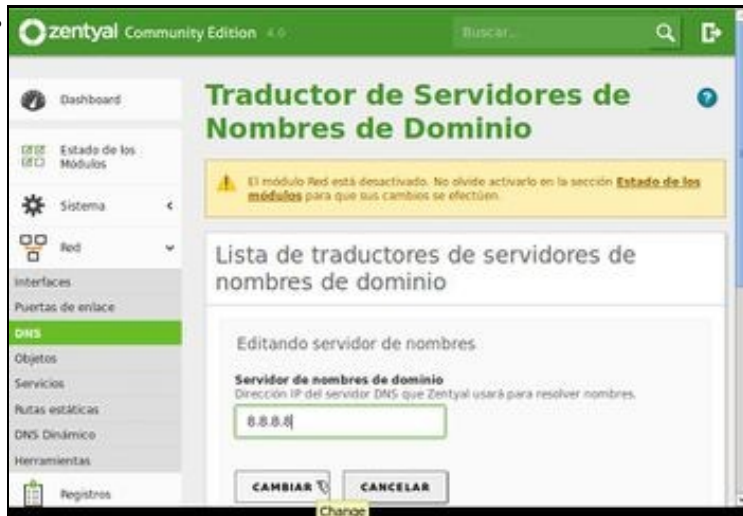 zentyal Community Edition 4.0
Buscar...
Dashboard
Estado de los
Módulos
Sistema
Red
Interfaces
Puertas de enlace
DNS
Objetos
Servicios
Rutas estáticas
DNS Dinámico
Herramientas
Registros
Traductor de Servidores de
Nombres de Dominio
El módulo Red está desactivado. No olvide activarlo en la sección Estado de los
módulos para que sus cambios se efectúen.
Lista de traductores de servidores de
nombres de dominio
Editando servidor de nombres
Servidor de nombres de dominio
Dirección IP del servidor DNS que Zentyal usará para resolver nombres.
8.8.8.8
CAMBIAR
CANCELAR
Change